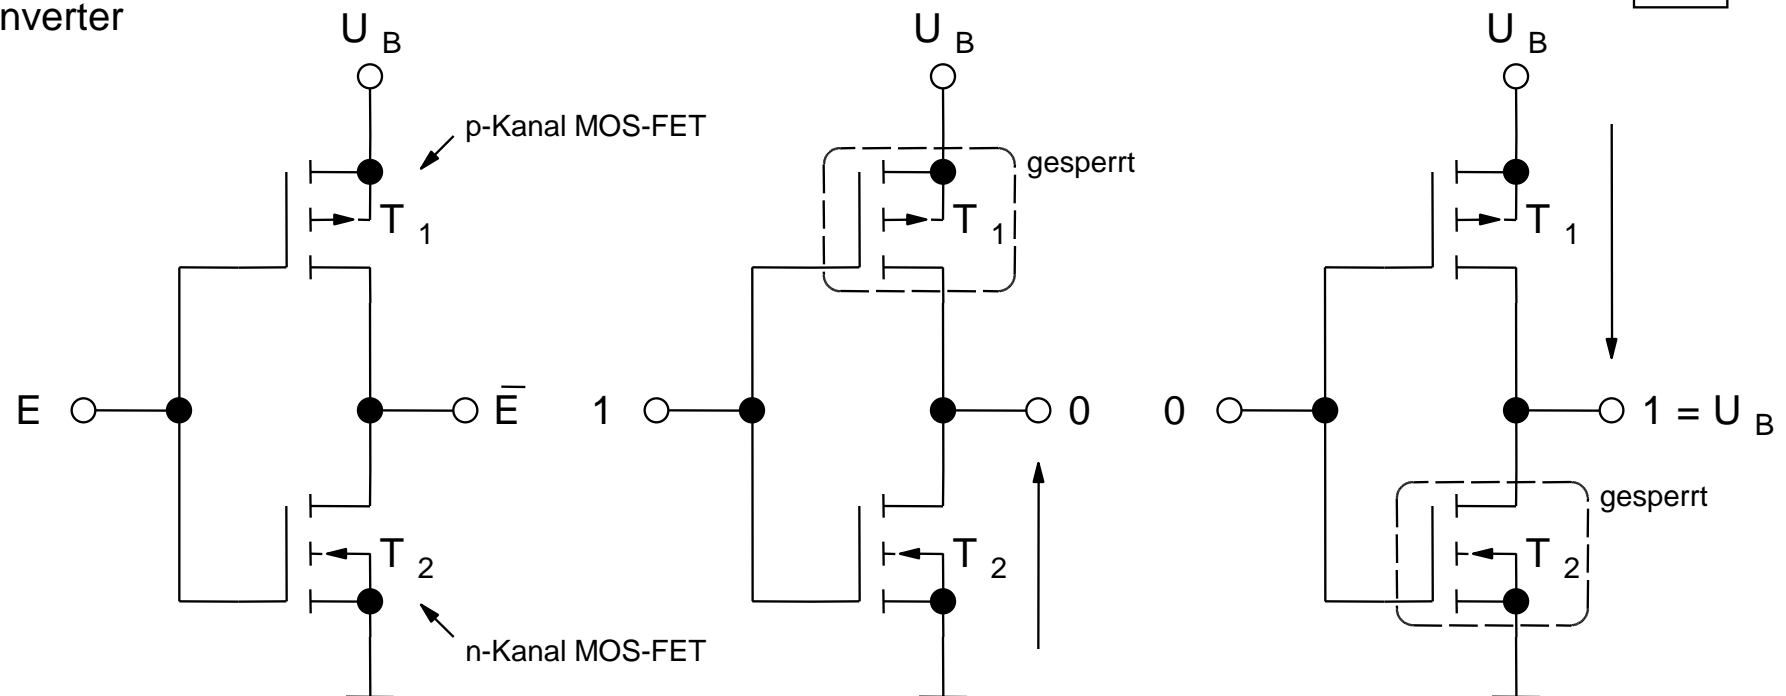 nverter
U B
p-Kanal MOS-FET
T 1
E
E̅
T 2
n-Kanal MOS-FET
U B
gesperrt
T 1
1
0
T 2
U B
T 1
0
1 = U B
gesperrt
T 2